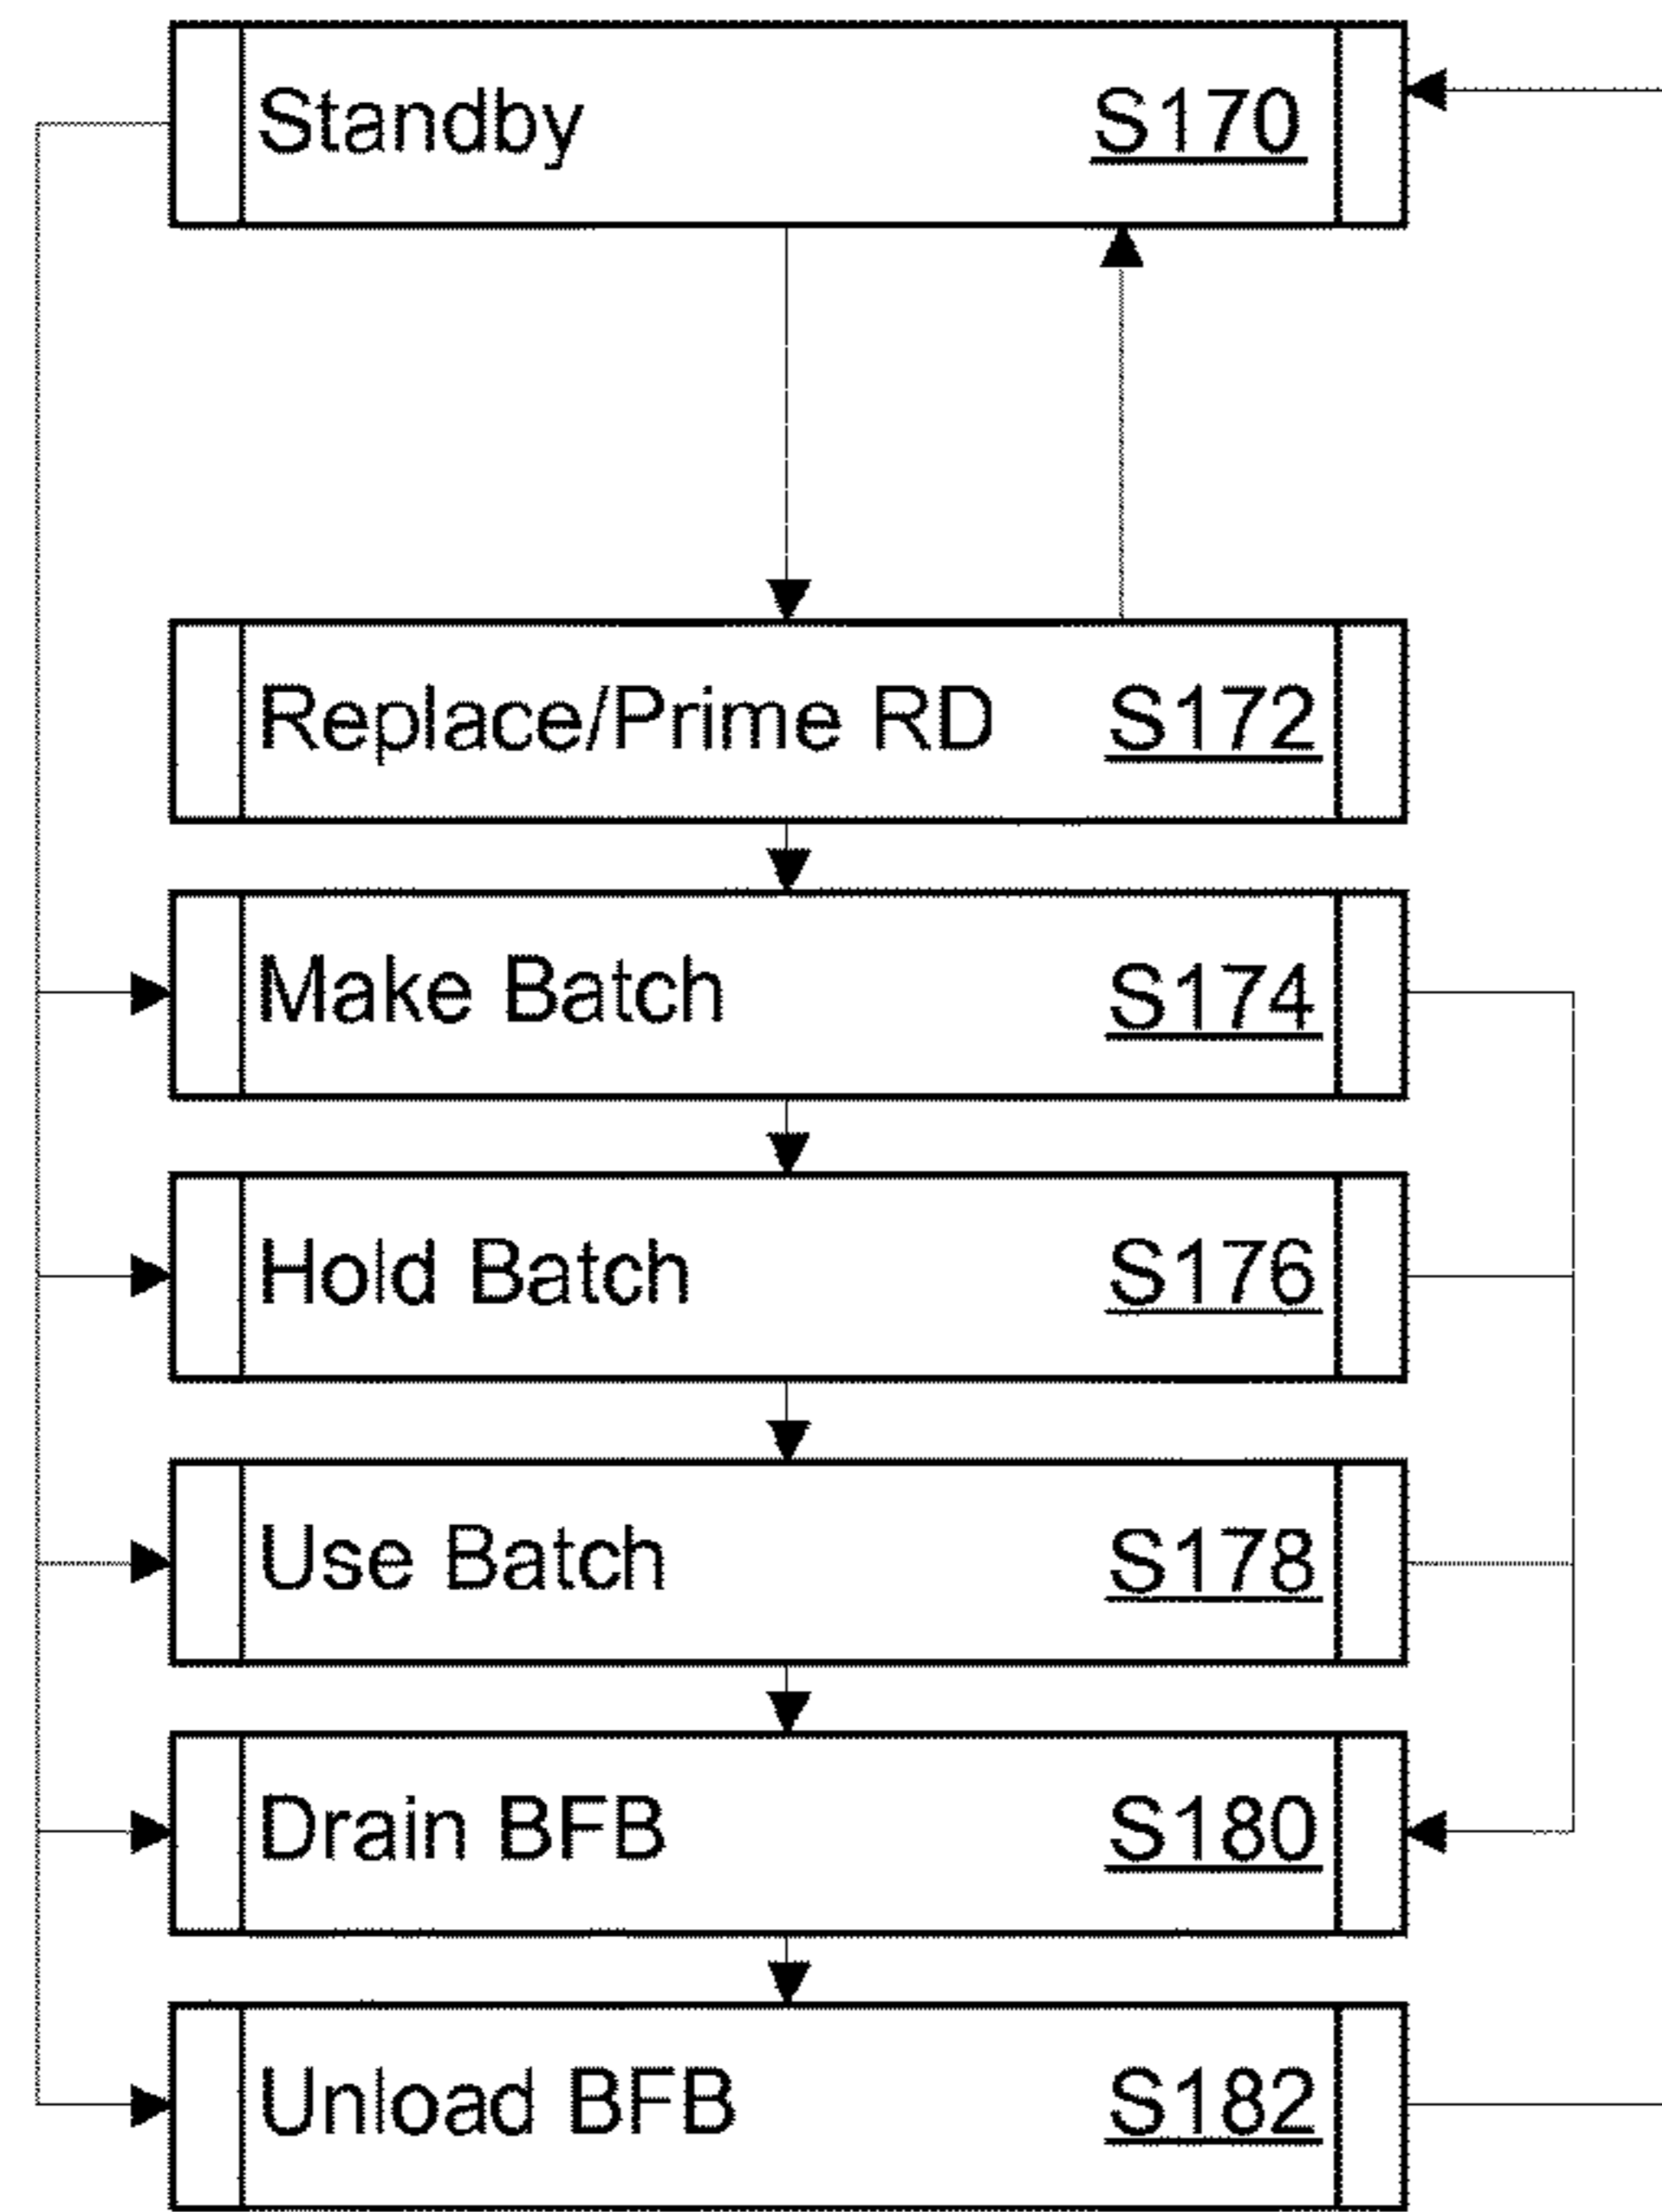 Standby S170
Replace/Prime RD S172
Make Batch S174
Hold Batch S176
Use Batch S178
Drain BFB S180
Unload BFB S182